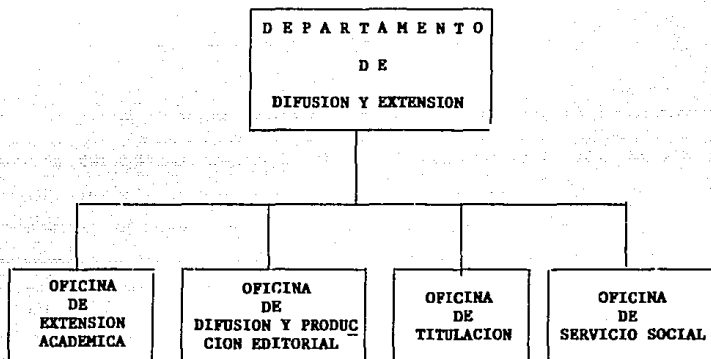 D E P A R T A M E N T O
D E
DIFUSION Y EXTENSION
OFICINA
DE
EXTENSION
ACADEMICA
OFICINA
DE
DIFUSION Y PRODUC
CION EDITORIAL
OFICINA
DE
TITULACION
OFICINA
DE
SERVICIO SOCIAL